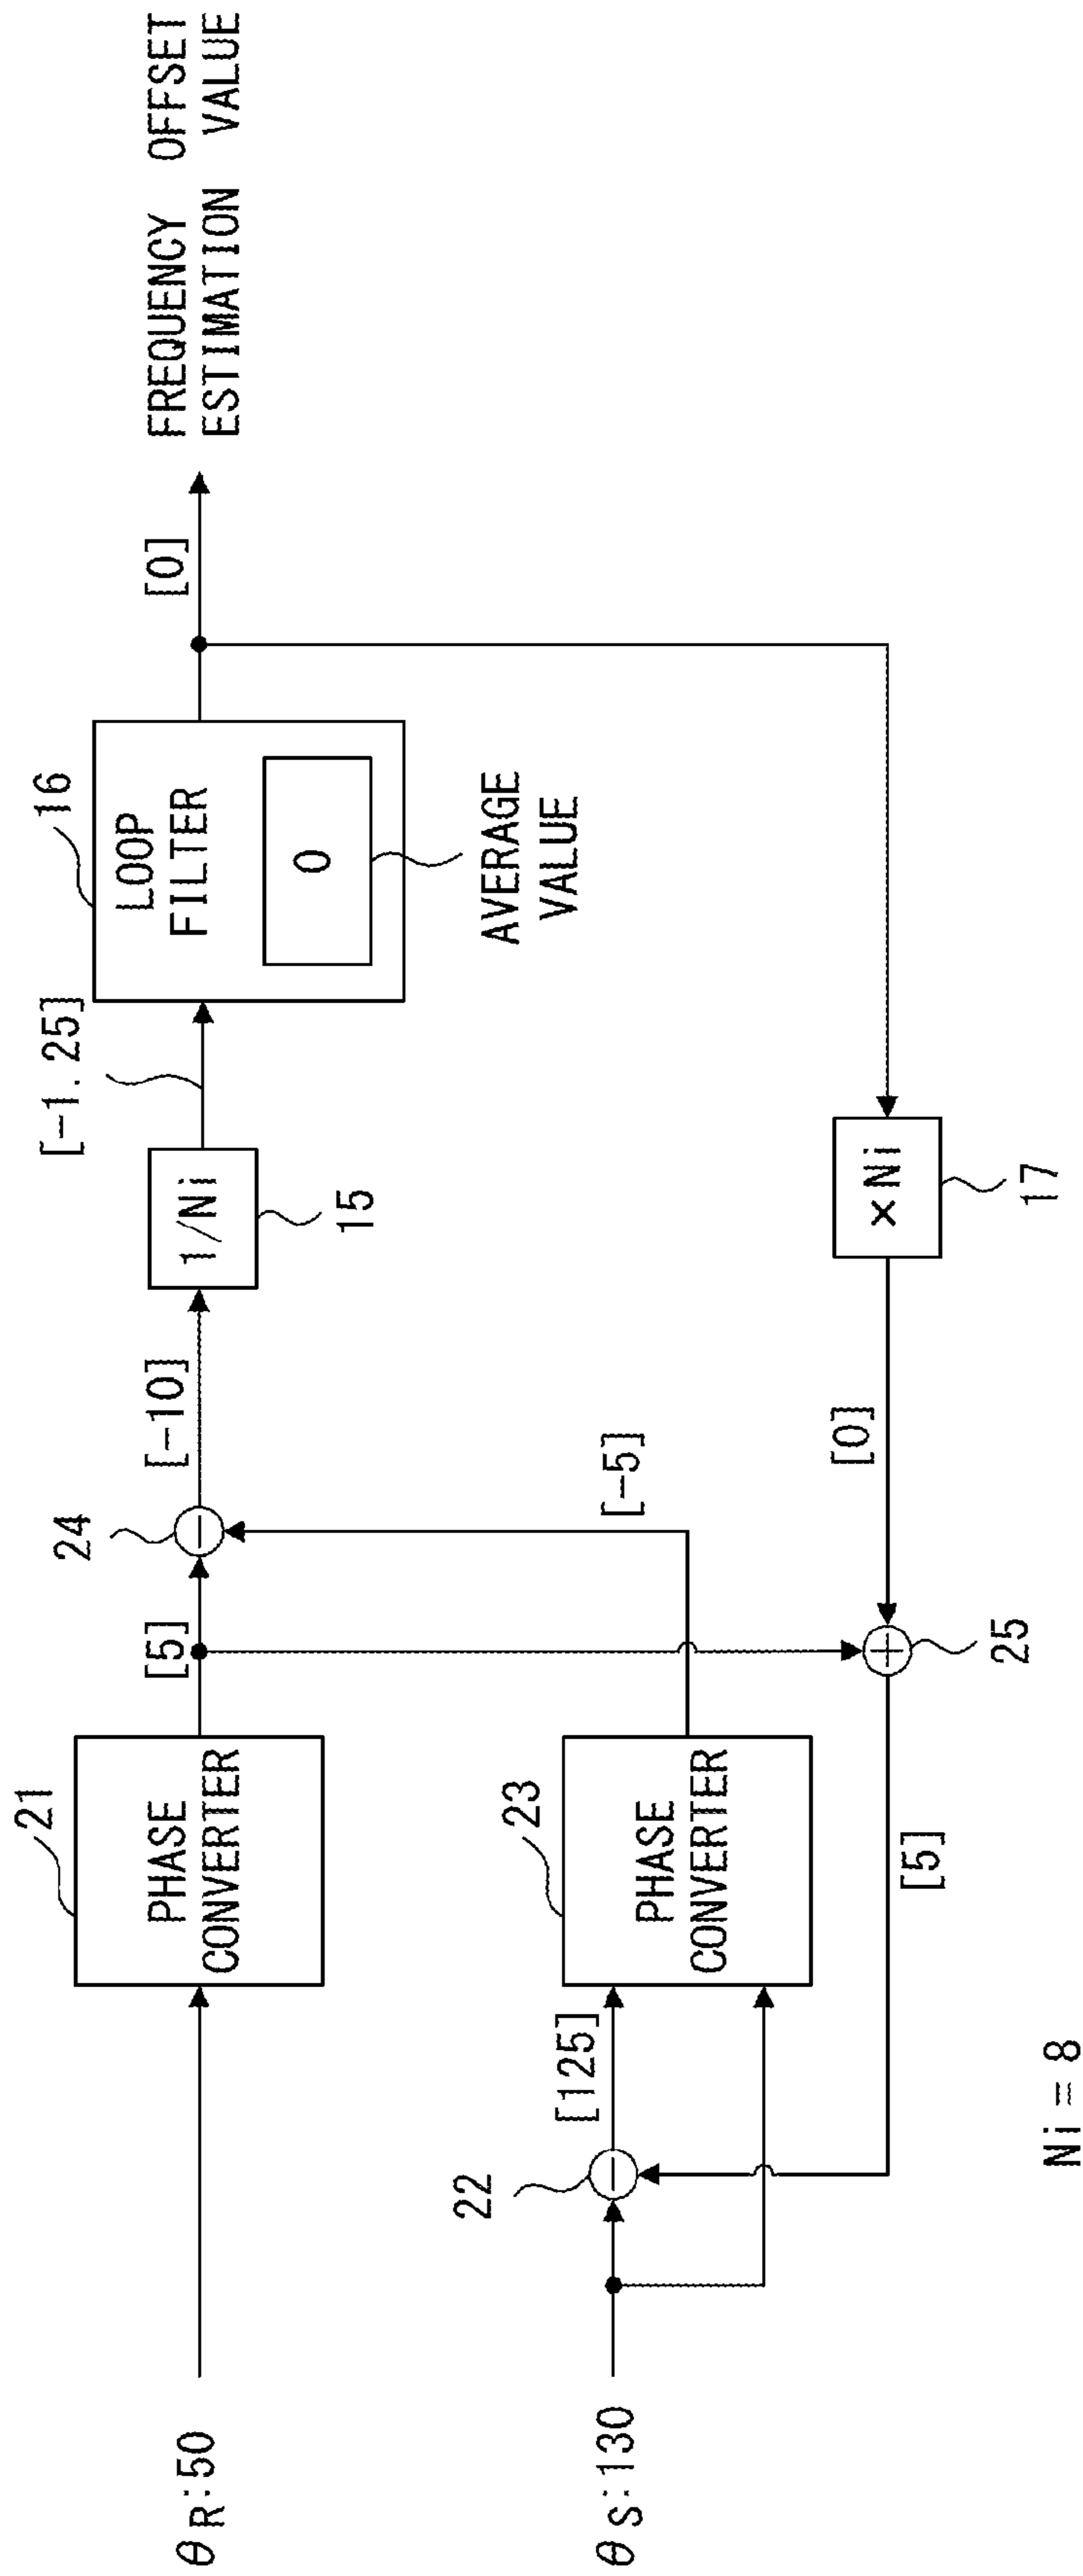 θR:50
21
PHASE
CONVERTER
[5]
24
[-10]
1/Ni
15
[-1.25]
16
LOOP
FILTER
0
AVERAGE
VALUE
[0]
FREQUENCY OFFSET
ESTIMATION VALUE
θS:130
22
[125]
23
PHASE
CONVERTER
[-5]
[5]
25
[0]
×Ni
17
Ni = 8